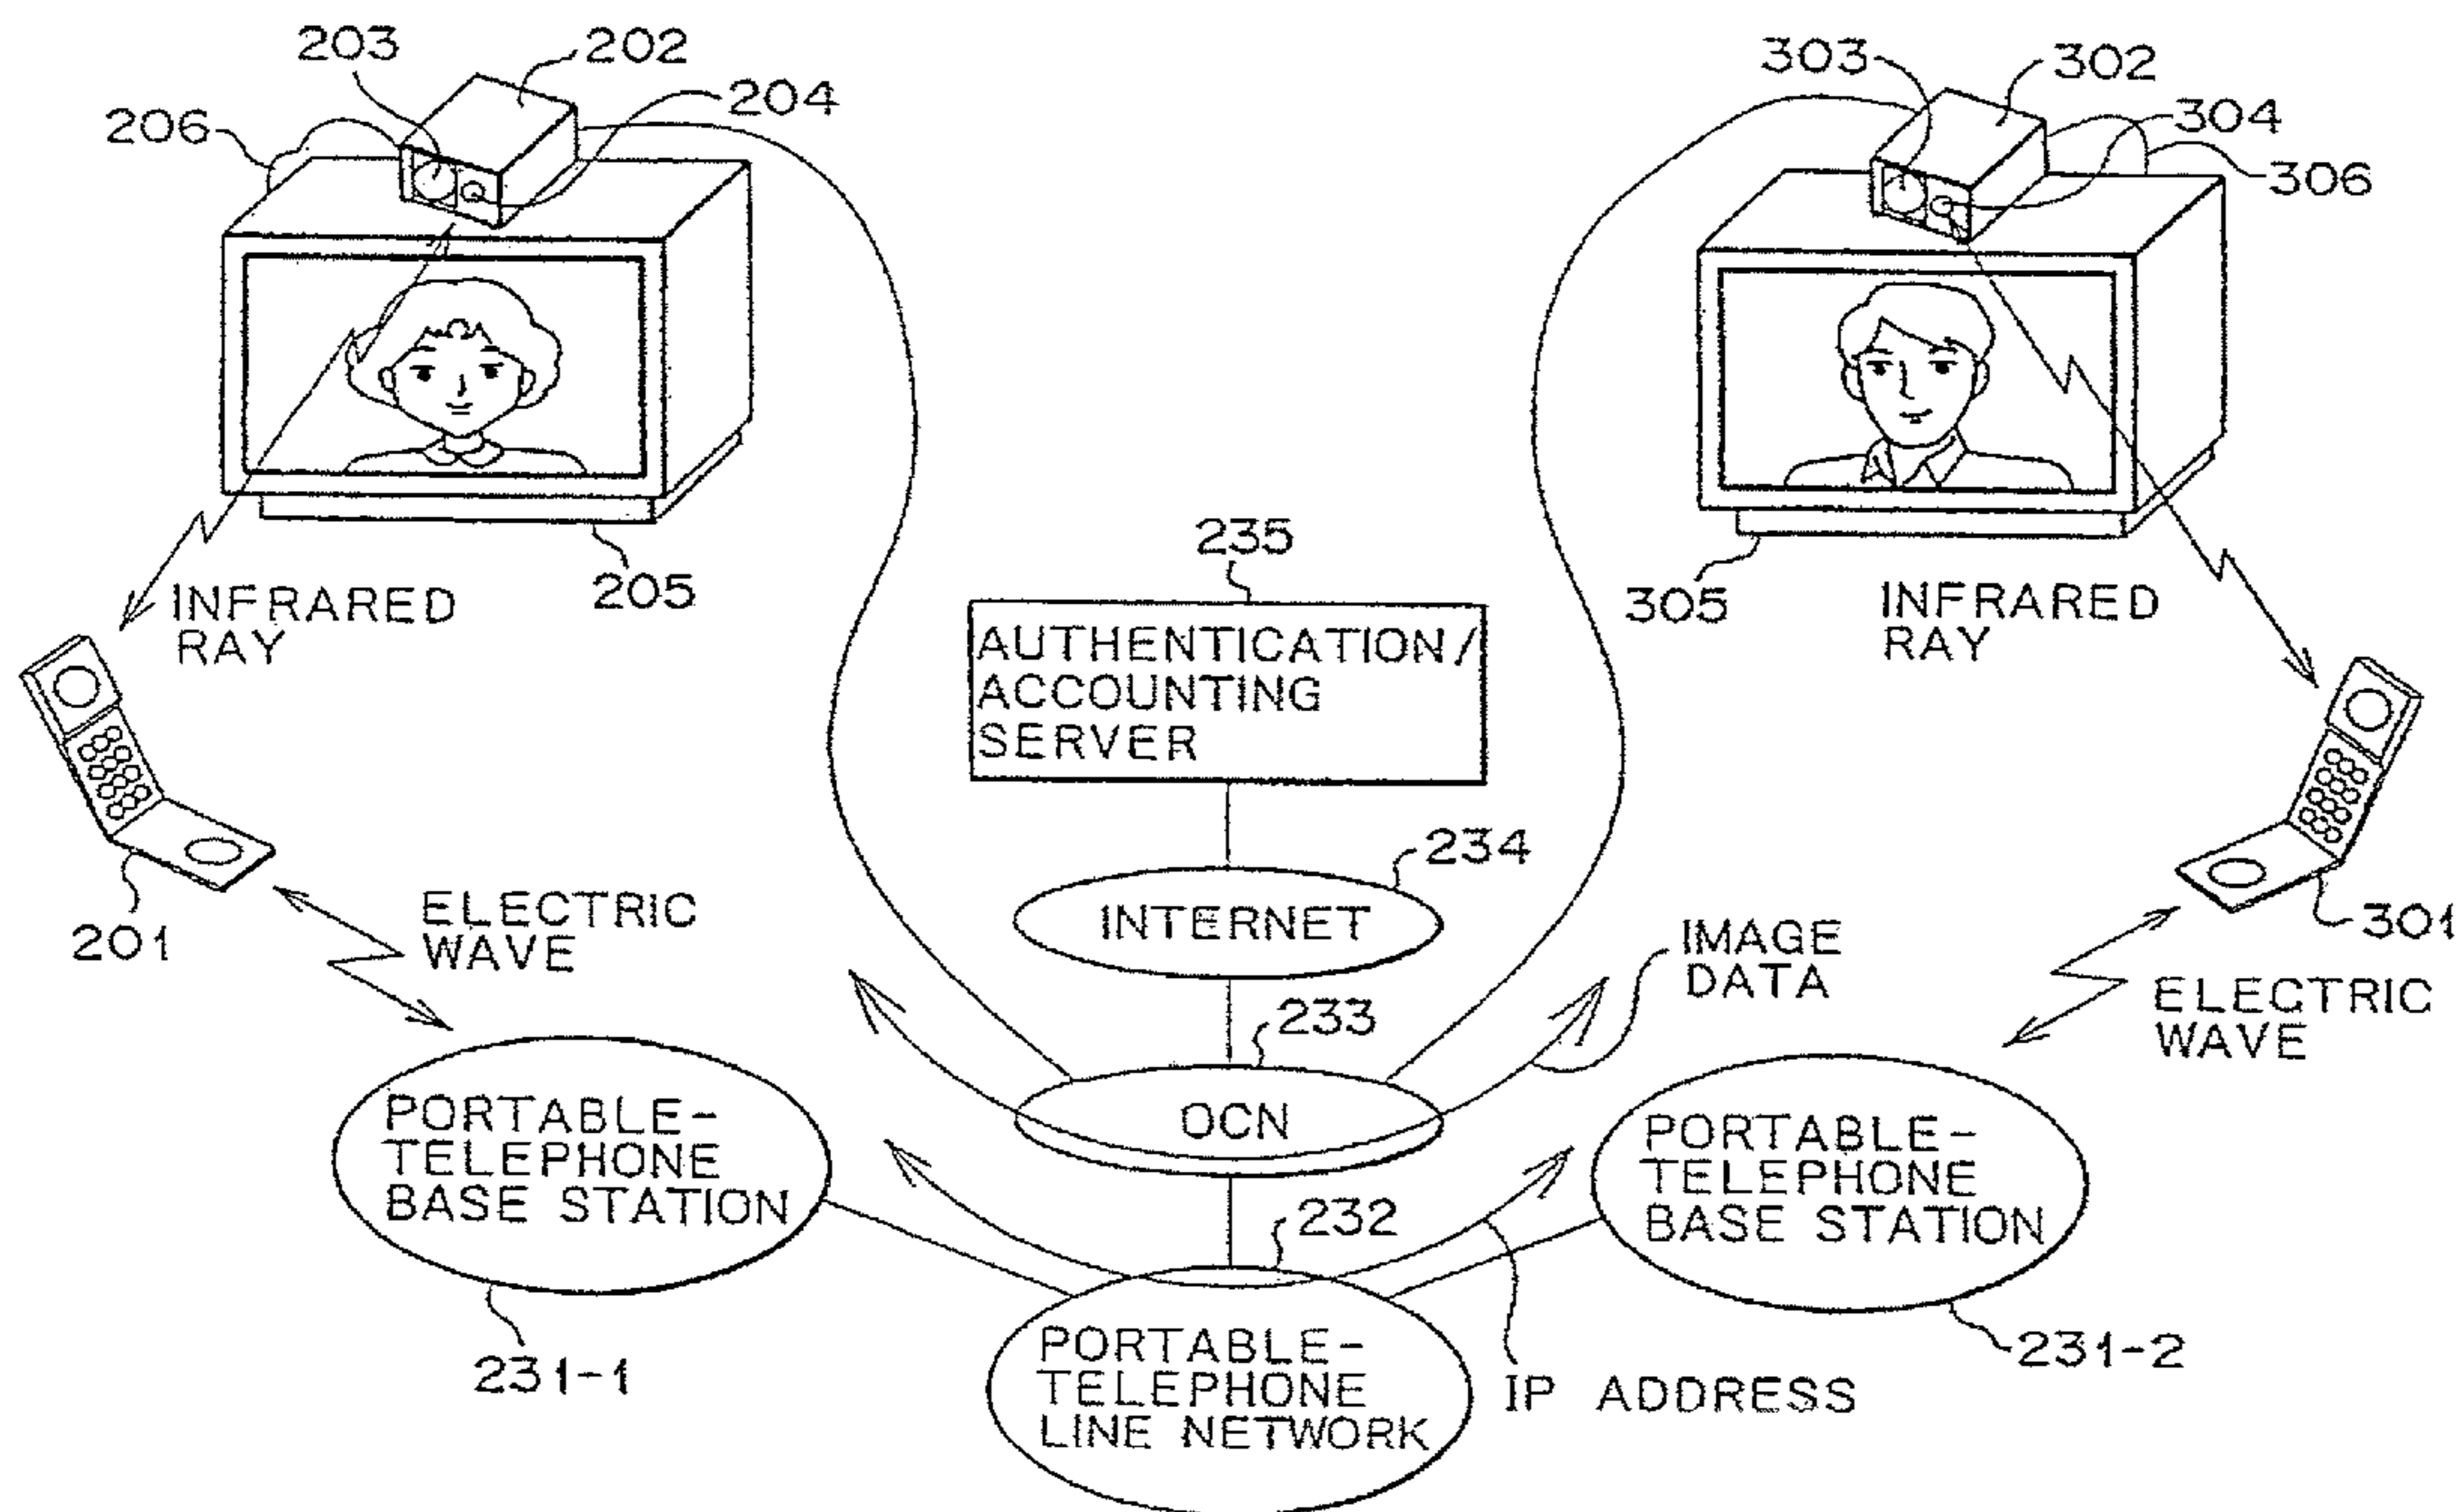 203
202
204
206
303
302
304
306
205
305
INFRARED
RAY
INFRARED
RAY
235
AUTHENTICATION/
ACCOUNTING
SERVER
201
301
ELECTRIC
WAVE
ELECTRIC
WAVE
234
INTERNET
IMAGE
DATA
233
OCN
PORTABLE-
TELEPHONE
BASE STATION
231-1
PORTABLE-
TELEPHONE
BASE STATION
231-2
232
PORTABLE-
TELEPHONE
LINE NETWORK
IP ADDRESS